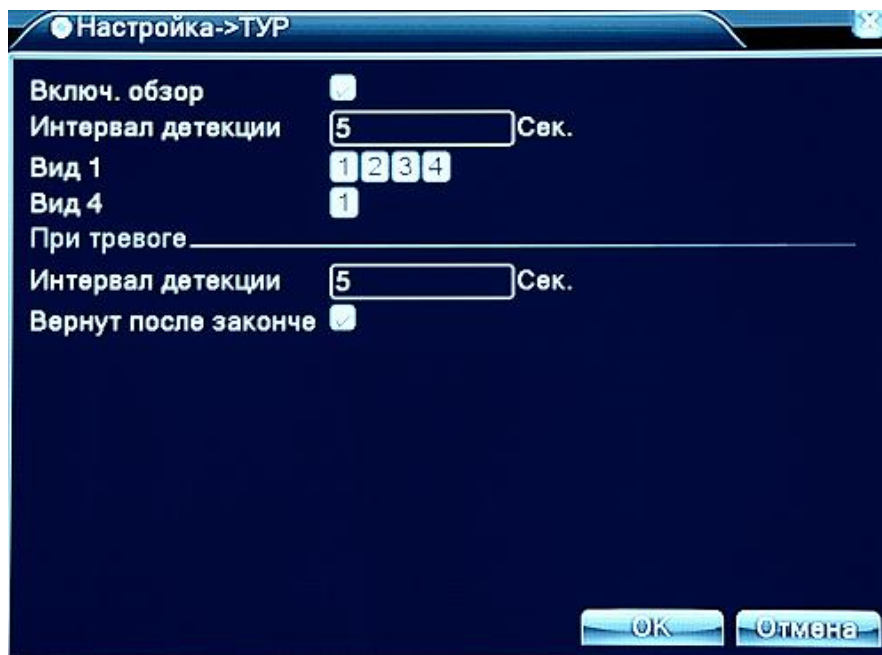 Настройка->ТУР
Включ. обзор
Интервал детекции 5 Сек.
Вид 1 1 2 3 4
Вид 4 1
При тревоге
Интервал детекции 5 Сек.
Вернут после законче
OK Отмена